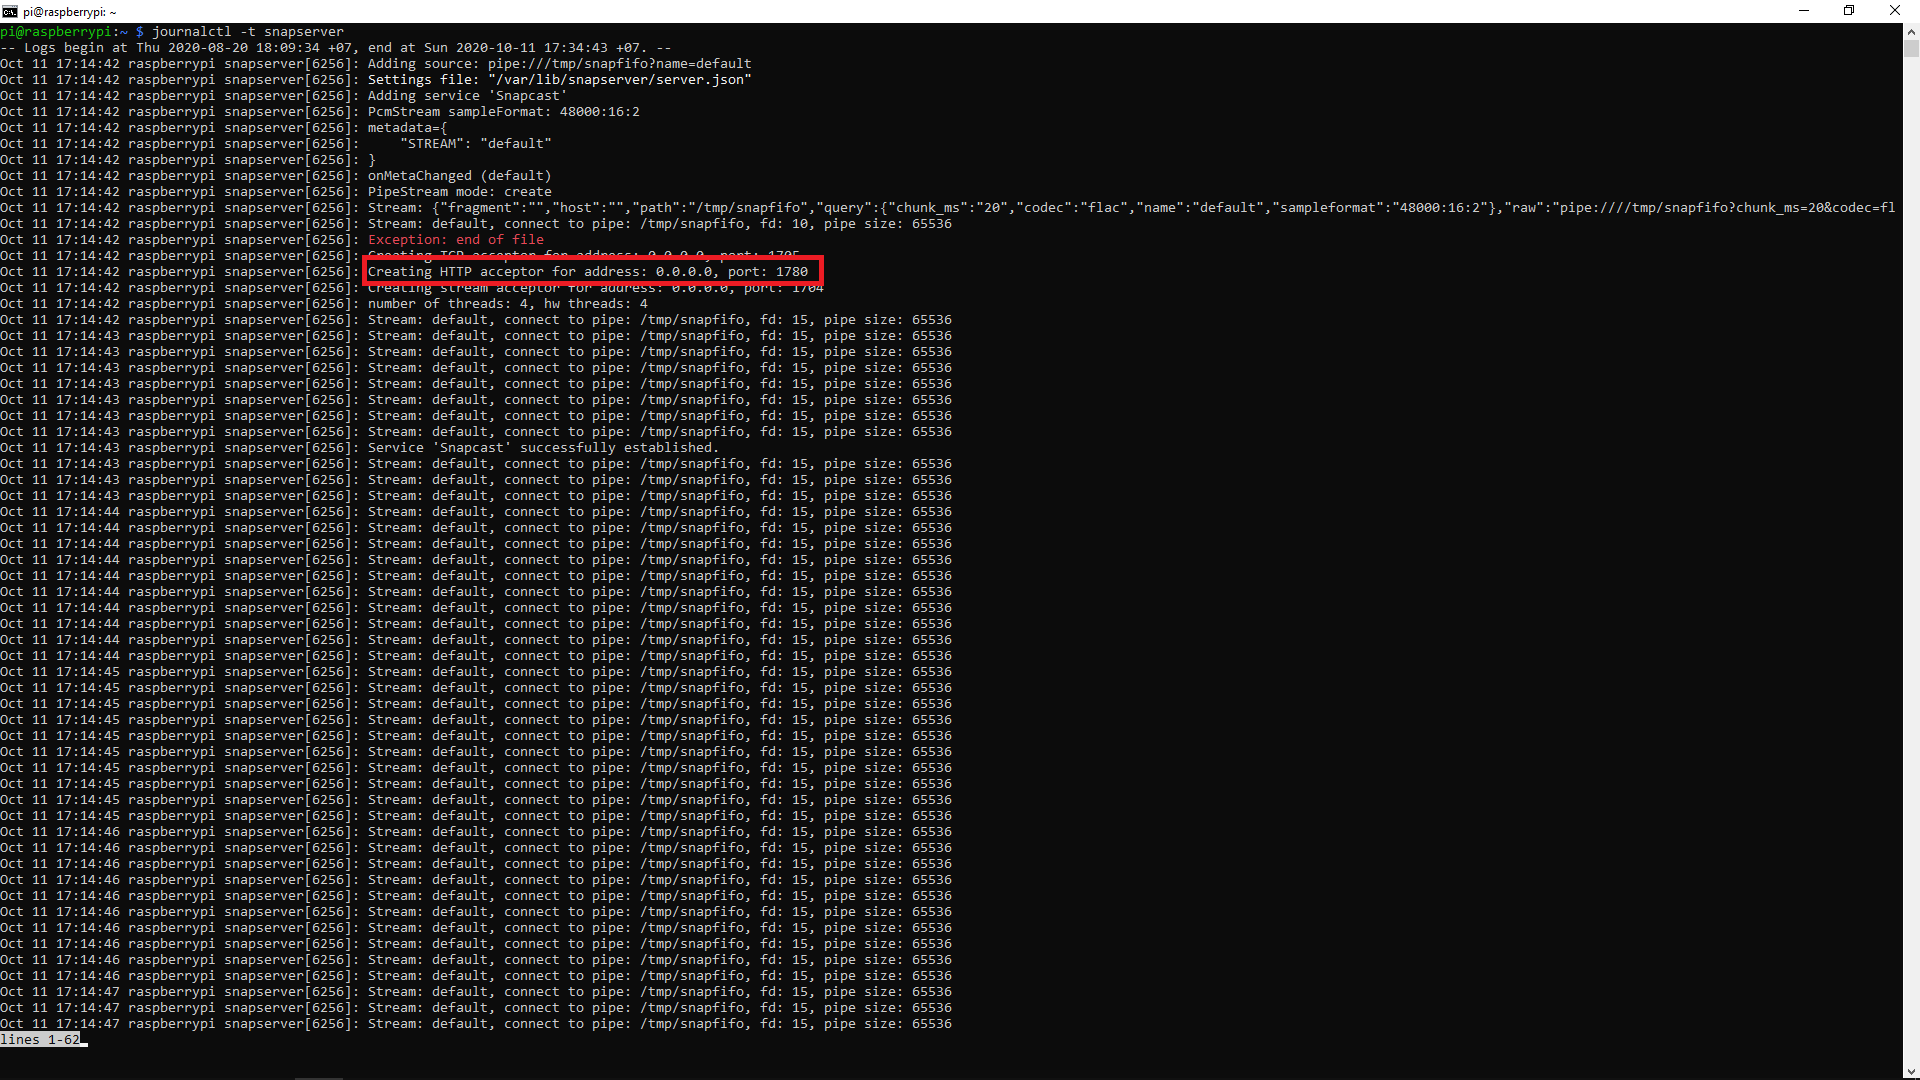 pi@raspberrypi: ~
pi@raspberrypi:~ $ journalctl -t snapserver
-- Logs begin at Thu 2020-08-20 18:09:34 +07, end at Sun 2020-10-11 17:34:43 +07. --
Oct 11 17:14:42 raspberrypi snapserver[6256]: Adding source: pipe:///tmp/snapfifo?name=default
Oct 11 17:14:42 raspberrypi snapserver[6256]: Settings file: "/var/lib/snapserver/server.json"
Oct 11 17:14:42 raspberrypi snapserver[6256]: Adding service 'Snapcast'
Oct 11 17:14:42 raspberrypi snapserver[6256]: PcmStream sampleFormat: 48000:16:2
Oct 11 17:14:42 raspberrypi snapserver[6256]: metadata={
Oct 11 17:14:42 raspberrypi snapserver[6256]:     "STREAM": "default"
Oct 11 17:14:42 raspberrypi snapserver[6256]: }
Oct 11 17:14:42 raspberrypi snapserver[6256]: onMetaChanged (default)
Oct 11 17:14:42 raspberrypi snapserver[6256]: PipeStream mode: create
Oct 11 17:14:42 raspberrypi snapserver[6256]: Stream: {"fragment":"","host":"","path":"/tmp/snapfifo","query":{"chunk_ms":"20","codec":"flac","name":"default","sampleformat":"48000:16:2"},"raw":"pipe:////tmp/snapfifo?chunk_ms=20&codec=fl
Oct 11 17:14:42 raspberrypi snapserver[6256]: Stream: default, connect to pipe: /tmp/snapfifo, fd: 10, pipe size: 65536
Oct 11 17:14:42 raspberrypi snapserver[6256]: Exception: end of file
Oct 11 17:14:42 raspberrypi snapserver[6256]: Creating TCP acceptor for address: 0.0.0.0, port: 1705
Oct 11 17:14:42 raspberrypi snapserver[6256]: Creating HTTP acceptor for address: 0.0.0.0, port: 1780
Oct 11 17:14:42 raspberrypi snapserver[6256]: Creating stream acceptor for address: 0.0.0.0, port: 1704
Oct 11 17:14:42 raspberrypi snapserver[6256]: number of threads: 4, hw threads: 4
Oct 11 17:14:42 raspberrypi snapserver[6256]: Stream: default, connect to pipe: /tmp/snapfifo, fd: 15, pipe size: 65536
Oct 11 17:14:43 raspberrypi snapserver[6256]: Stream: default, connect to pipe: /tmp/snapfifo, fd: 15, pipe size: 65536
Oct 11 17:14:43 raspberrypi snapserver[6256]: Stream: default, connect to pipe: /tmp/snapfifo, fd: 15, pipe size: 65536
Oct 11 17:14:43 raspberrypi snapserver[6256]: Stream: default, connect to pipe: /tmp/snapfifo, fd: 15, pipe size: 65536
Oct 11 17:14:43 raspberrypi snapserver[6256]: Stream: default, connect to pipe: /tmp/snapfifo, fd: 15, pipe size: 65536
Oct 11 17:14:43 raspberrypi snapserver[6256]: Stream: default, connect to pipe: /tmp/snapfifo, fd: 15, pipe size: 65536
Oct 11 17:14:43 raspberrypi snapserver[6256]: Stream: default, connect to pipe: /tmp/snapfifo, fd: 15, pipe size: 65536
Oct 11 17:14:43 raspberrypi snapserver[6256]: Stream: default, connect to pipe: /tmp/snapfifo, fd: 15, pipe size: 65536
Oct 11 17:14:43 raspberrypi snapserver[6256]: Service 'Snapcast' successfully established.
Oct 11 17:14:43 raspberrypi snapserver[6256]: Stream: default, connect to pipe: /tmp/snapfifo, fd: 15, pipe size: 65536
Oct 11 17:14:43 raspberrypi snapserver[6256]: Stream: default, connect to pipe: /tmp/snapfifo, fd: 15, pipe size: 65536
Oct 11 17:14:43 raspberrypi snapserver[6256]: Stream: default, connect to pipe: /tmp/snapfifo, fd: 15, pipe size: 65536
Oct 11 17:14:44 raspberrypi snapserver[6256]: Stream: default, connect to pipe: /tmp/snapfifo, fd: 15, pipe size: 65536
Oct 11 17:14:44 raspberrypi snapserver[6256]: Stream: default, connect to pipe: /tmp/snapfifo, fd: 15, pipe size: 65536
Oct 11 17:14:44 raspberrypi snapserver[6256]: Stream: default, connect to pipe: /tmp/snapfifo, fd: 15, pipe size: 65536
Oct 11 17:14:44 raspberrypi snapserver[6256]: Stream: default, connect to pipe: /tmp/snapfifo, fd: 15, pipe size: 65536
Oct 11 17:14:44 raspberrypi snapserver[6256]: Stream: default, connect to pipe: /tmp/snapfifo, fd: 15, pipe size: 65536
Oct 11 17:14:44 raspberrypi snapserver[6256]: Stream: default, connect to pipe: /tmp/snapfifo, fd: 15, pipe size: 65536
Oct 11 17:14:44 raspberrypi snapserver[6256]: Stream: default, connect to pipe: /tmp/snapfifo, fd: 15, pipe size: 65536
Oct 11 17:14:44 raspberrypi snapserver[6256]: Stream: default, connect to pipe: /tmp/snapfifo, fd: 15, pipe size: 65536
Oct 11 17:14:44 raspberrypi snapserver[6256]: Stream: default, connect to pipe: /tmp/snapfifo, fd: 15, pipe size: 65536
Oct 11 17:14:44 raspberrypi snapserver[6256]: Stream: default, connect to pipe: /tmp/snapfifo, fd: 15, pipe size: 65536
Oct 11 17:14:45 raspberrypi snapserver[6256]: Stream: default, connect to pipe: /tmp/snapfifo, fd: 15, pipe size: 65536
Oct 11 17:14:45 raspberrypi snapserver[6256]: Stream: default, connect to pipe: /tmp/snapfifo, fd: 15, pipe size: 65536
Oct 11 17:14:45 raspberrypi snapserver[6256]: Stream: default, connect to pipe: /tmp/snapfifo, fd: 15, pipe size: 65536
Oct 11 17:14:45 raspberrypi snapserver[6256]: Stream: default, connect to pipe: /tmp/snapfifo, fd: 15, pipe size: 65536
Oct 11 17:14:45 raspberrypi snapserver[6256]: Stream: default, connect to pipe: /tmp/snapfifo, fd: 15, pipe size: 65536
Oct 11 17:14:45 raspberrypi snapserver[6256]: Stream: default, connect to pipe: /tmp/snapfifo, fd: 15, pipe size: 65536
Oct 11 17:14:45 raspberrypi snapserver[6256]: Stream: default, connect to pipe: /tmp/snapfifo, fd: 15, pipe size: 65536
Oct 11 17:14:45 raspberrypi snapserver[6256]: Stream: default, connect to pipe: /tmp/snapfifo, fd: 15, pipe size: 65536
Oct 11 17:14:45 raspberrypi snapserver[6256]: Stream: default, connect to pipe: /tmp/snapfifo, fd: 15, pipe size: 65536
Oct 11 17:14:45 raspberrypi snapserver[6256]: Stream: default, connect to pipe: /tmp/snapfifo, fd: 15, pipe size: 65536
Oct 11 17:14:46 raspberrypi snapserver[6256]: Stream: default, connect to pipe: /tmp/snapfifo, fd: 15, pipe size: 65536
Oct 11 17:14:46 raspberrypi snapserver[6256]: Stream: default, connect to pipe: /tmp/snapfifo, fd: 15, pipe size: 65536
Oct 11 17:14:46 raspberrypi snapserver[6256]: Stream: default, connect to pipe: /tmp/snapfifo, fd: 15, pipe size: 65536
Oct 11 17:14:46 raspberrypi snapserver[6256]: Stream: default, connect to pipe: /tmp/snapfifo, fd: 15, pipe size: 65536
Oct 11 17:14:46 raspberrypi snapserver[6256]: Stream: default, connect to pipe: /tmp/snapfifo, fd: 15, pipe size: 65536
Oct 11 17:14:46 raspberrypi snapserver[6256]: Stream: default, connect to pipe: /tmp/snapfifo, fd: 15, pipe size: 65536
Oct 11 17:14:46 raspberrypi snapserver[6256]: Stream: default, connect to pipe: /tmp/snapfifo, fd: 15, pipe size: 65536
Oct 11 17:14:46 raspberrypi snapserver[6256]: Stream: default, connect to pipe: /tmp/snapfifo, fd: 15, pipe size: 65536
Oct 11 17:14:46 raspberrypi snapserver[6256]: Stream: default, connect to pipe: /tmp/snapfifo, fd: 15, pipe size: 65536
Oct 11 17:14:46 raspberrypi snapserver[6256]: Stream: default, connect to pipe: /tmp/snapfifo, fd: 15, pipe size: 65536
Oct 11 17:14:47 raspberrypi snapserver[6256]: Stream: default, connect to pipe: /tmp/snapfifo, fd: 15, pipe size: 65536
Oct 11 17:14:47 raspberrypi snapserver[6256]: Stream: default, connect to pipe: /tmp/snapfifo, fd: 15, pipe size: 65536
Oct 11 17:14:47 raspberrypi snapserver[6256]: Stream: default, connect to pipe: /tmp/snapfifo, fd: 15, pipe size: 65536
lines 1-62